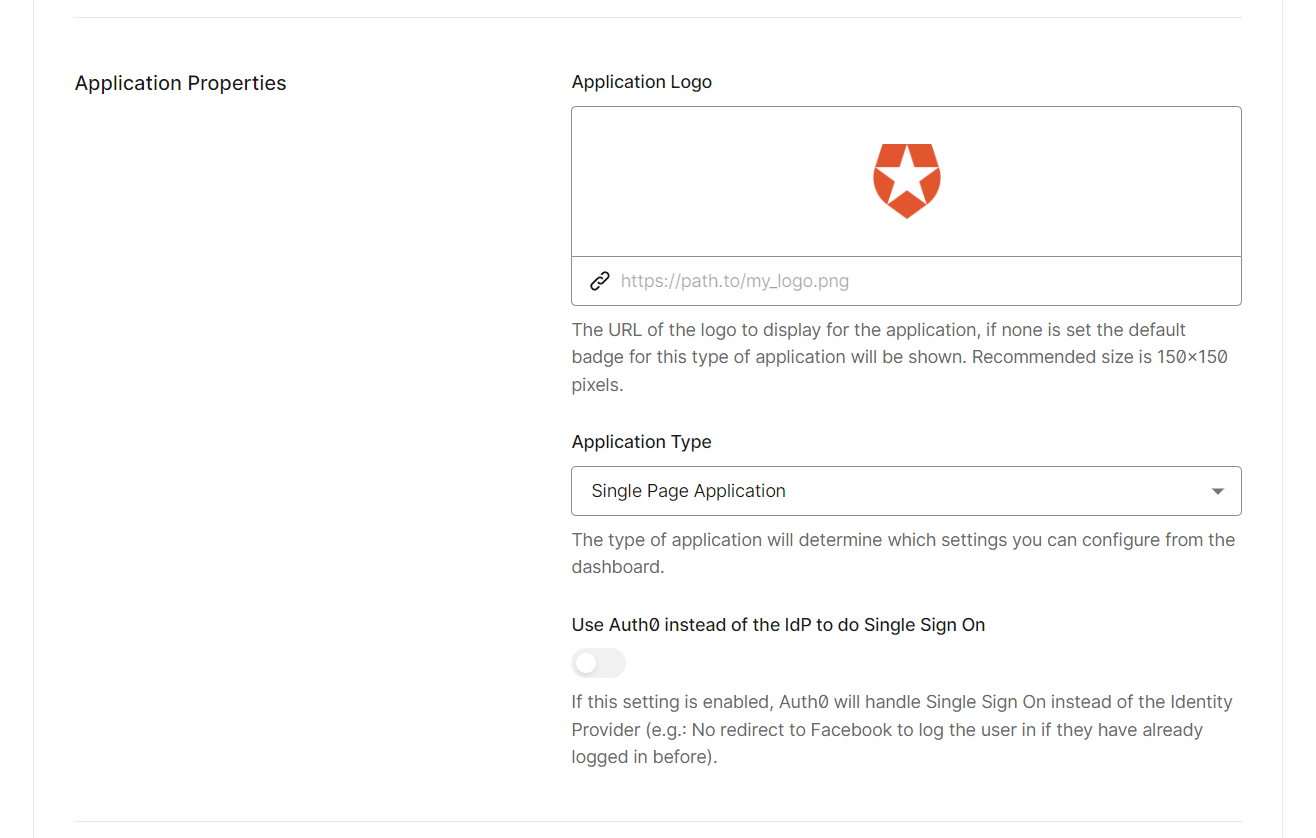 Application Properties
Application Logo
https://path.to/my_logo.png
The URL of the logo to display for the application, if none is set the default
badge for this type of application will be shown. Recommended size is 150x150
pixels.
Application Type
Single Page Application
The type of application will determine which settings you can configure from the
dashboard.
Use Auth0 instead of the IdP to do Single Sign On
If this setting is enabled, Auth0 will handle Single Sign On instead of the Identity
Provider (e.g.: No redirect to Facebook to log the user in if they have already
logged in before).